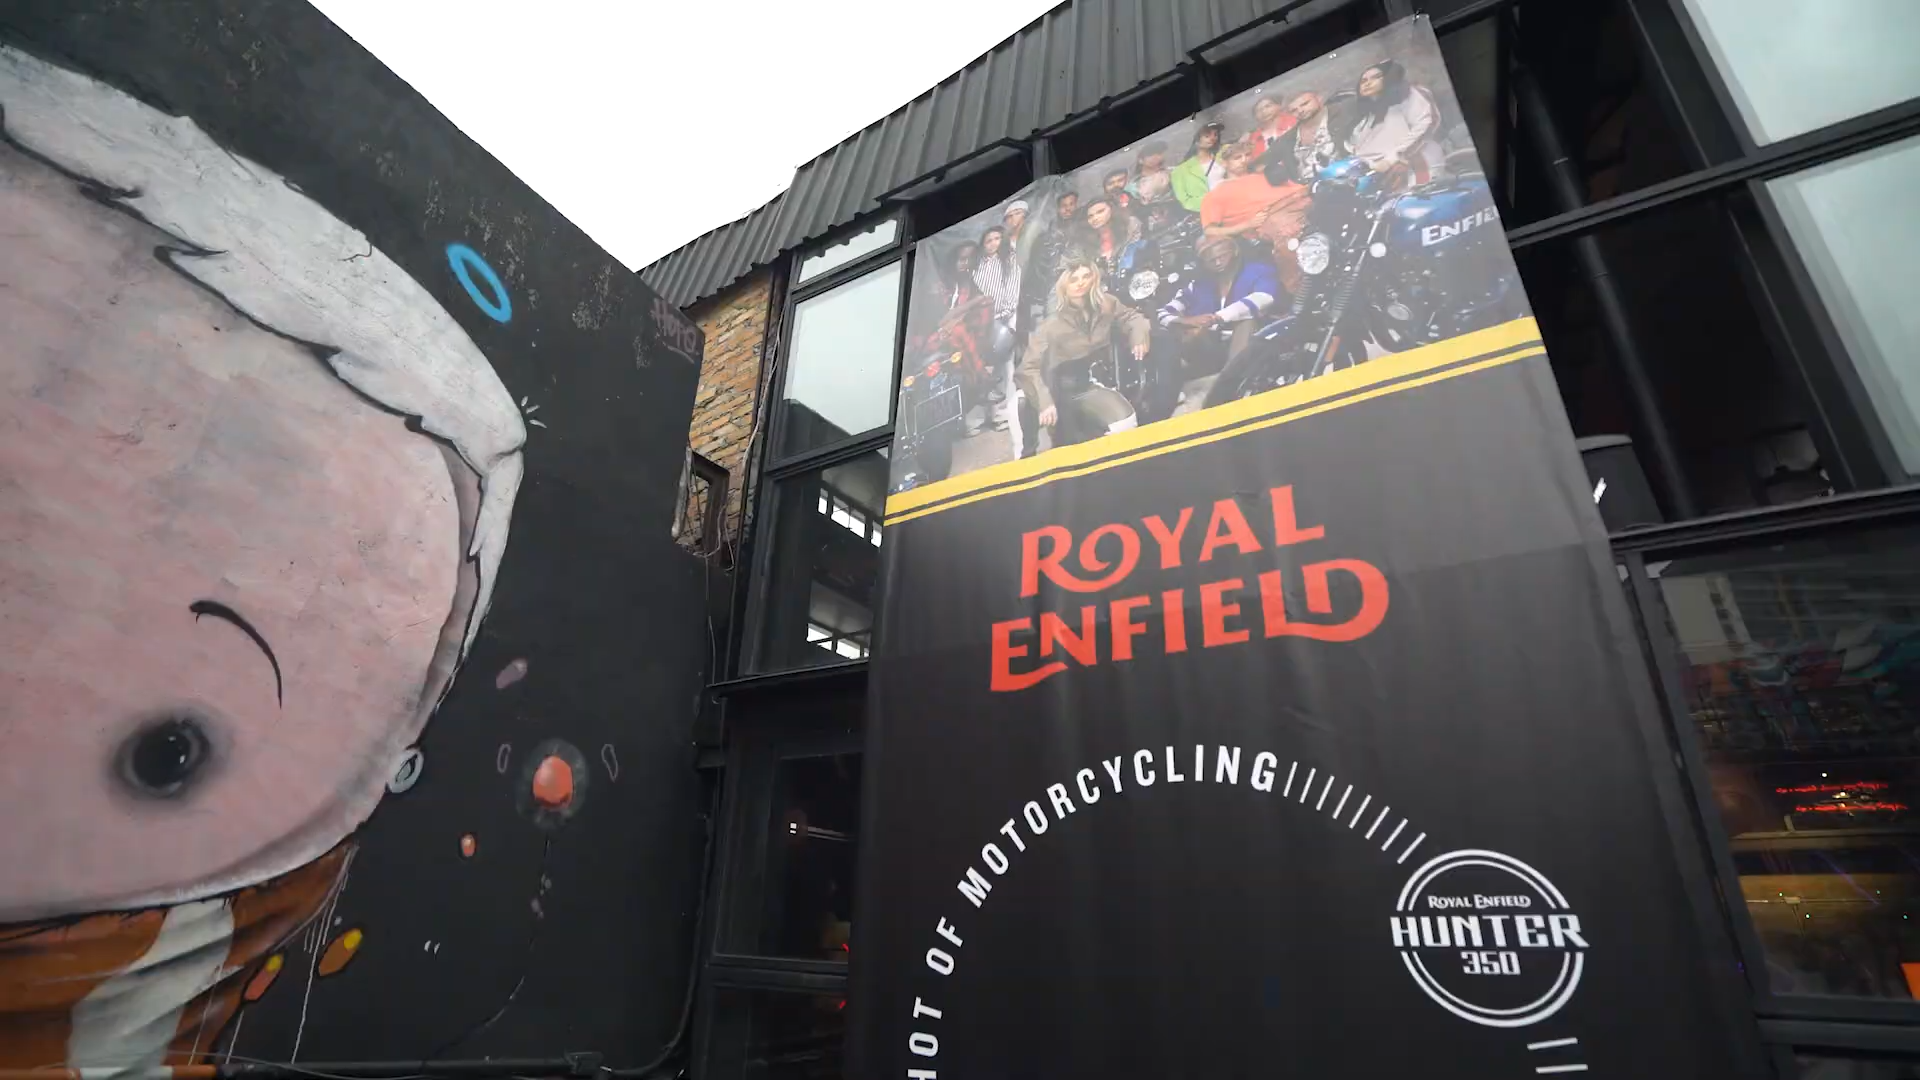 ENFIE
ROYAL
ENFIELD
HOT OF MOTORCYCLING
ROYAL ENFIELD
HUNTER
350